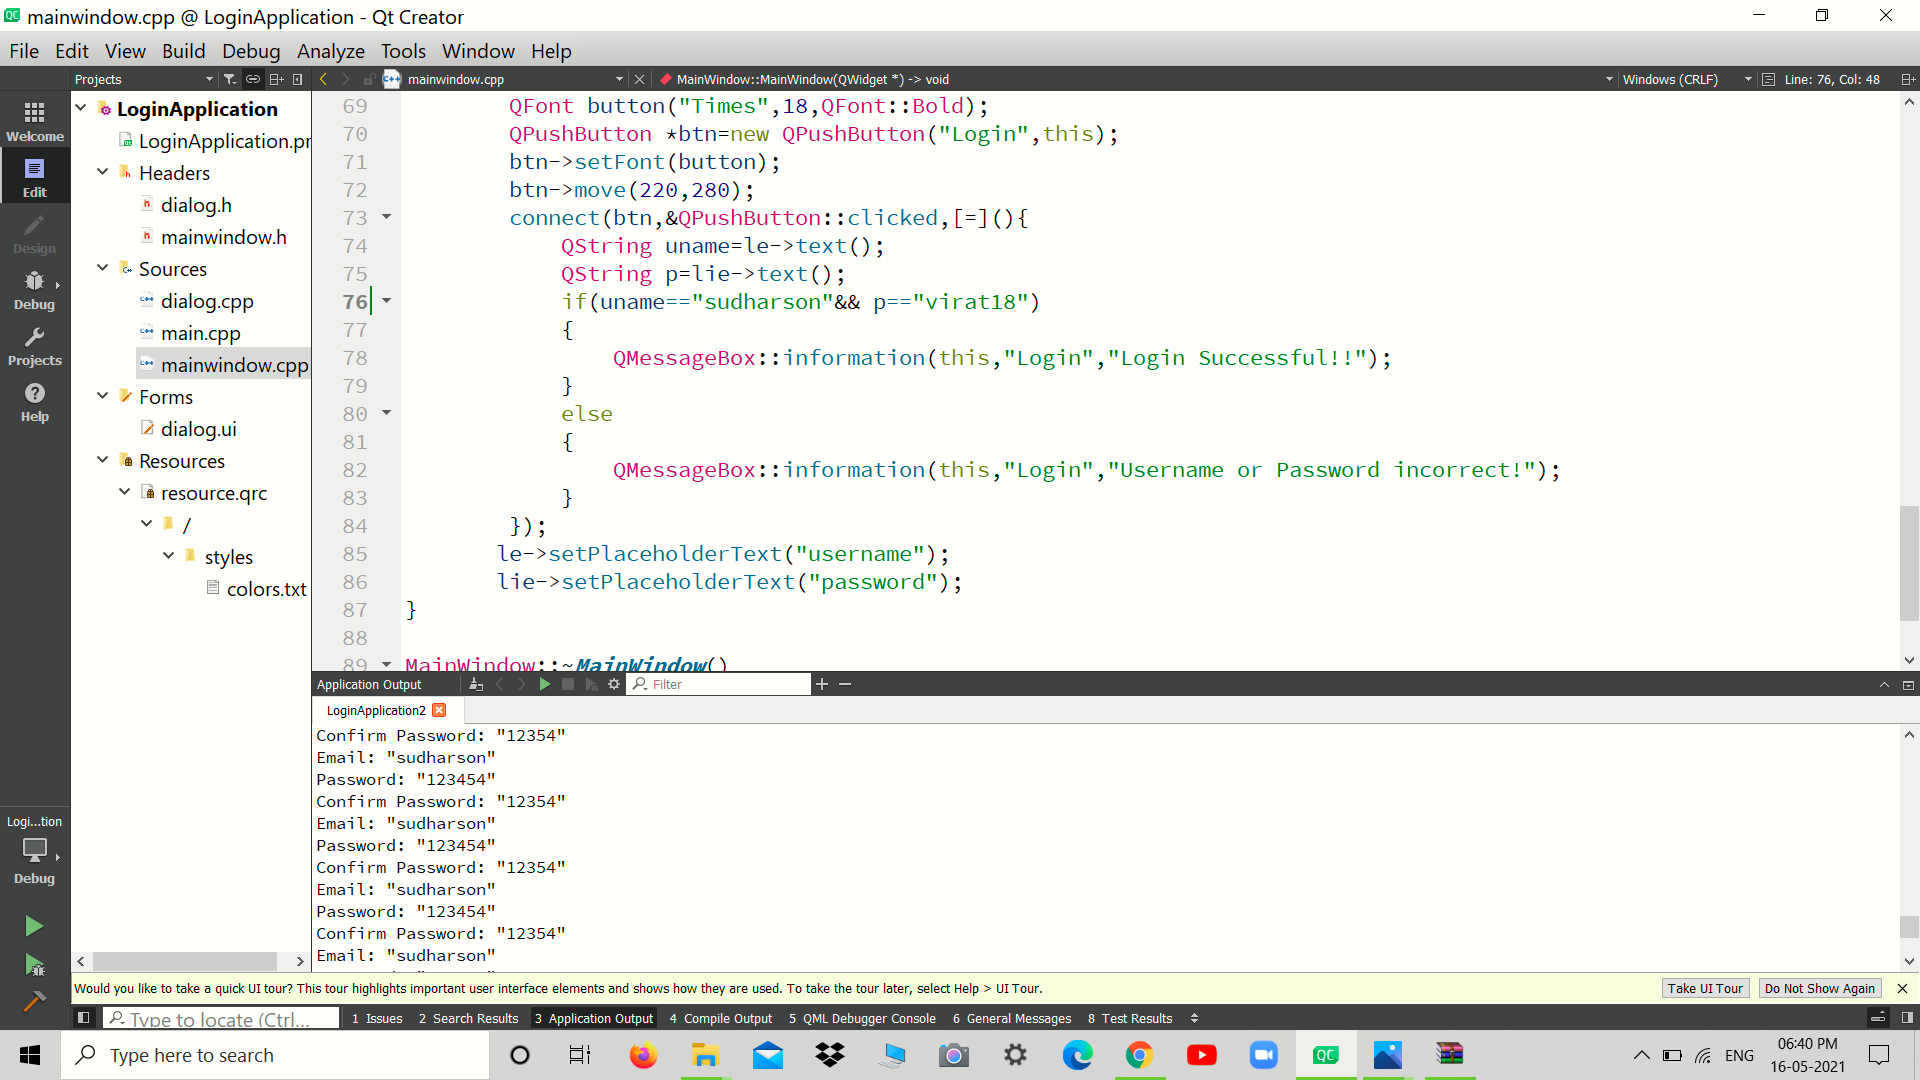 QC mainwindow.cpp @ LoginApplication - Qt Creator
File Edit View Build Debug Analyze Tools Window Help
Projects mainwindow.cpp MainWindow::MainWindow(QWidget *) -> void Windows (CRLF) Line: 76, Col: 48
Welcome
Edit
Design
Debug
Projects
Help
LoginApplication
LoginApplication.pr
Headers
dialog.h
mainwindow.h
Sources
dialog.cpp
main.cpp
mainwindow.cpp
Forms
dialog.ui
Resources
resource.qrc
/
styles
colors.txt
69 QFont button("Times",18,QFont::Bold);
70 QPushButton *btn=new QPushButton("Login",this);
71 btn->setFont(button);
72 btn->move(220,280);
73 connect(btn,&QPushButton::clicked,[=](){
74 QString uname=le->text();
75 QString p=lie->text();
76 if(uname=="sudharson"&& p=="virat18")
77 {
78 QMessageBox::information(this,"Login","Login Successful!!");
79 }
80 else
81 {
82 QMessageBox::information(this,"Login","Username or Password incorrect!");
83 }
84 });
85 le->setPlaceholderText("username");
86 lie->setPlaceholderText("password");
87 }
88
89 MainWindow::~MainWindow()
Application Output Filter
LoginApplication2
Confirm Password: "12354"
Email: "sudharson"
Password: "123454"
Confirm Password: "12354"
Email: "sudharson"
Password: "123454"
Confirm Password: "12354"
Email: "sudharson"
Password: "123454"
Confirm Password: "12354"
Email: "sudharson"
Logi...tion
Debug
Would you like to take a quick UI tour? This tour highlights important user interface elements and shows how they are used. To take the tour later, select Help > UI Tour. Take UI Tour Do Not Show Again
Type to locate (Ctrl... 1 Issues 2 Search Results 3 Application Output 4 Compile Output 5 QML Debugger Console 6 General Messages 8 Test Results
Type here to search QC ENG 06:40 PM
16-05-2021